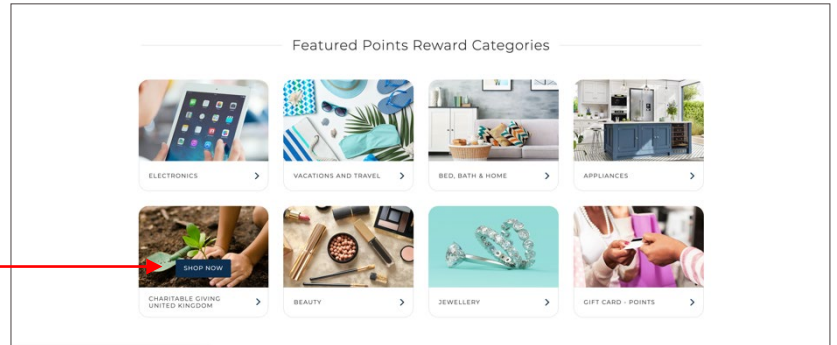 Featured Points Reward Categories
ELECTRONICS
VACATIONS AND TRAVEL
BED, BATH & HOME
APPLIANCES
SHOP NOW
CHARITABLE GIVING
UNITED KINGDOM
BEAUTY
JEWELLERY
GIFT CARD - POINTS